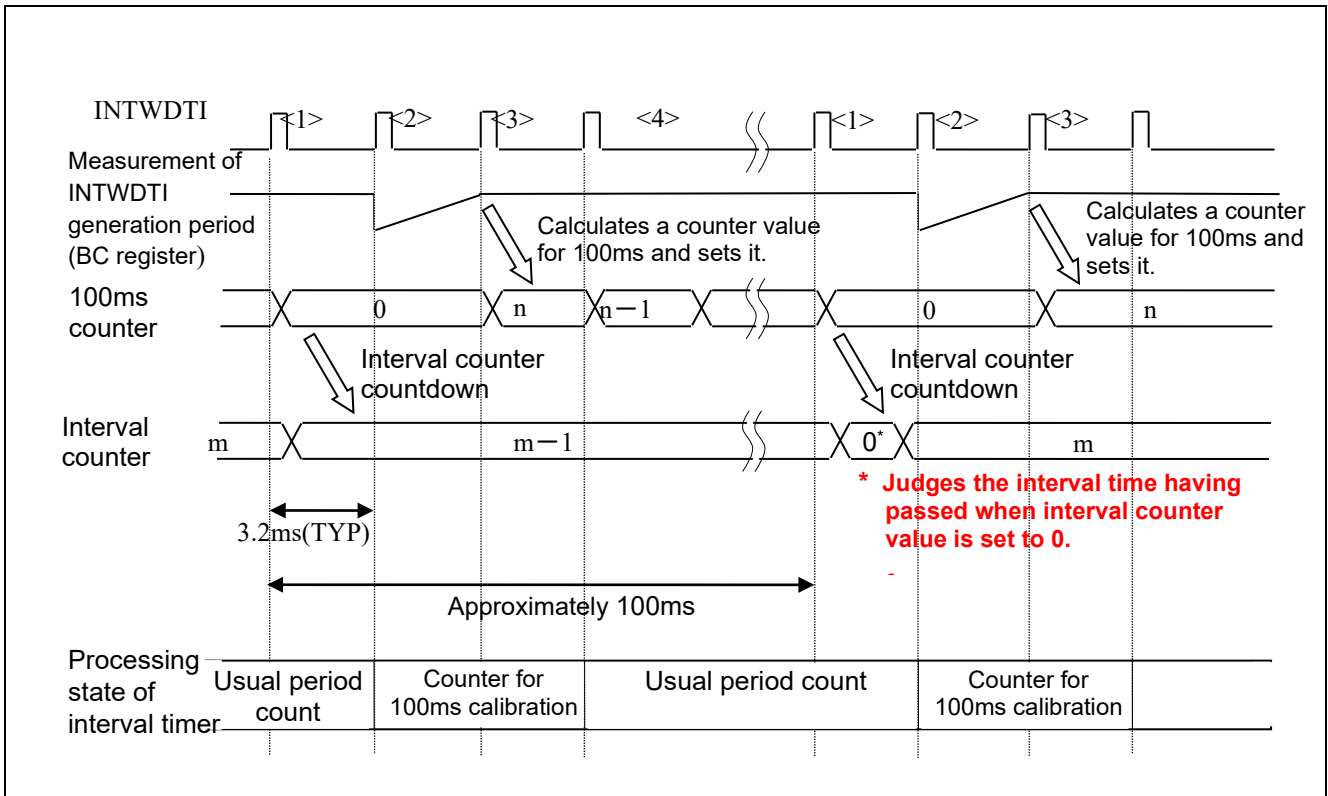 INTWDTI
<1>
<2>
<3>
<4>
<1>
<2>
<3>
Measurement of
INTWDTI
generation period
(BC register)
Calculates a counter value
for 100ms and sets it.
Calculates a counter
value for 100ms and
sets it.
100ms
counter
0
n
n−1
0
n
Interval counter
countdown
Interval counter
countdown
Interval
counter
m
m−1
0*
m
* Judges the interval time having
passed when interval counter
value is set to 0.
3.2ms(TYP)
Approximately 100ms
Processing
state of
interval timer
Usual period
count
Counter for
100ms calibration
Usual period count
Counter for
100ms calibration